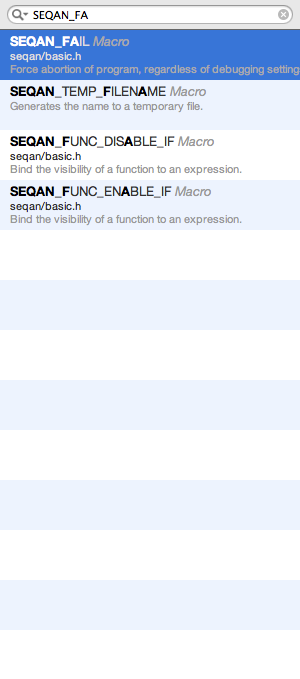 SEQAN_FA
SEQAN_FAIL Macro
seqan/basic.h
Force abortion of program, regardless of debugging setting
SEQAN_TEMP_FILENAME Macro
Generates the name to a temporary file.
SEQAN_FUNC_DISABLE_IF Macro
seqan/basic.h
Bind the visibility of a function to an expression.
SEQAN_FUNC_ENABLE_IF Macro
seqan/basic.h
Bind the visibility of a function to an expression.